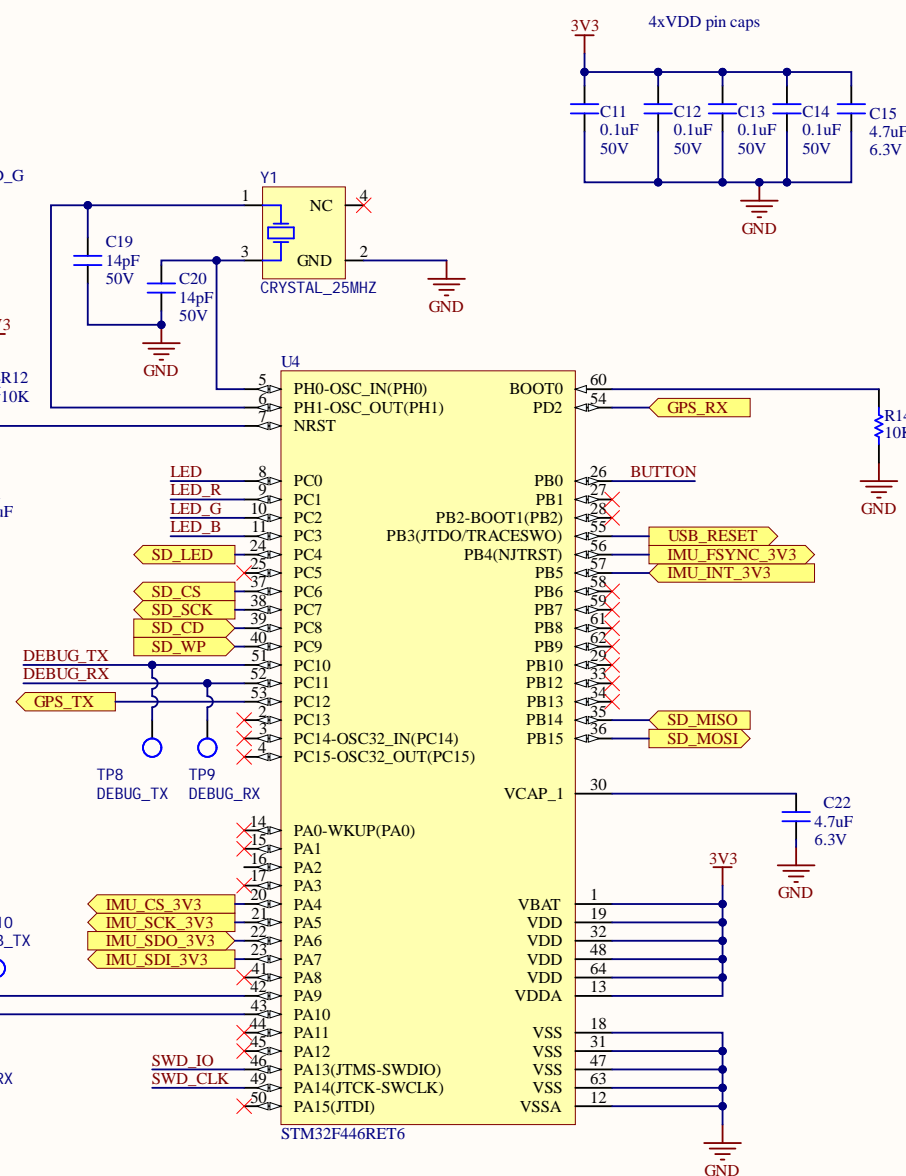 4xVDD pin caps
3V3
C11
0.1uF
50V
C12
0.1uF
50V
C13
0.1uF
50V
C14
0.1uF
50V
C15
4.7uF
6.3V
GND
D_G
Y1
1
NC
4
3
GND
2
CRYSTAL_25MHZ
GND
C19
14pF
50V
C20
14pF
50V
GND
R12
10K
U4
5 PH0-OSC_IN(PH0)
6 PH1-OSC_OUT(PH1)
7 NRST
LED 8 PC0
LED_R 9 PC1
LED_G 10 PC2
LED_B 11 PC3
SD_LED 24 PC4
25 PC5
SD_CS 37 PC6
SD_SCK 38 PC7
SD_CD 39 PC8
SD_WP 40 PC9
DEBUG_TX 51 PC10
DEBUG_RX 52 PC11
GPS_TX 53 PC12
2 PC13
3 PC14-OSC32_IN(PC14)
4 PC15-OSC32_OUT(PC15)
TP8
DEBUG_TX
TP9
DEBUG_RX
14 PA0-WKUP(PA0)
15 PA1
16 PA2
17 PA3
IMU_CS_3V3 20 PA4
IMU_SCK_3V3 21 PA5
IMU_SDO_3V3 22 PA6
IMU_SDI_3V3 23 PA7
41 PA8
42 PA9
43 PA10
44 PA11
45 PA12
SWD_IO 46 PA13(JTMS-SWDIO)
SWD_CLK 49 PA14(JTCK-SWCLK)
50 PA15(JTDI)
STM32F446RET6
BOOT0 60
PD2 54 GPS_RX
R14
10K
GND
PB0 26 BUTTON
PB1 27
PB2-BOOT1(PB2) 28
PB3(JTDO/TRACESWO) 55 USB_RESET
PB4(NJTRST) 56 IMU_FSYNC_3V3
PB5 57 IMU_INT_3V3
PB6 58
PB7 59
PB8 61
PB9 62
PB10 29
PB12 33
PB13 34
PB14 35 SD_MISO
PB15 36 SD_MOSI
VCAP_1 30
C22
4.7uF
6.3V
GND
3V3
VBAT 1
VDD 19
VDD 32
VDD 48
VDD 64
VDDA 13
VSS 18
VSS 31
VSS 47
VSS 63
VSSA 12
GND